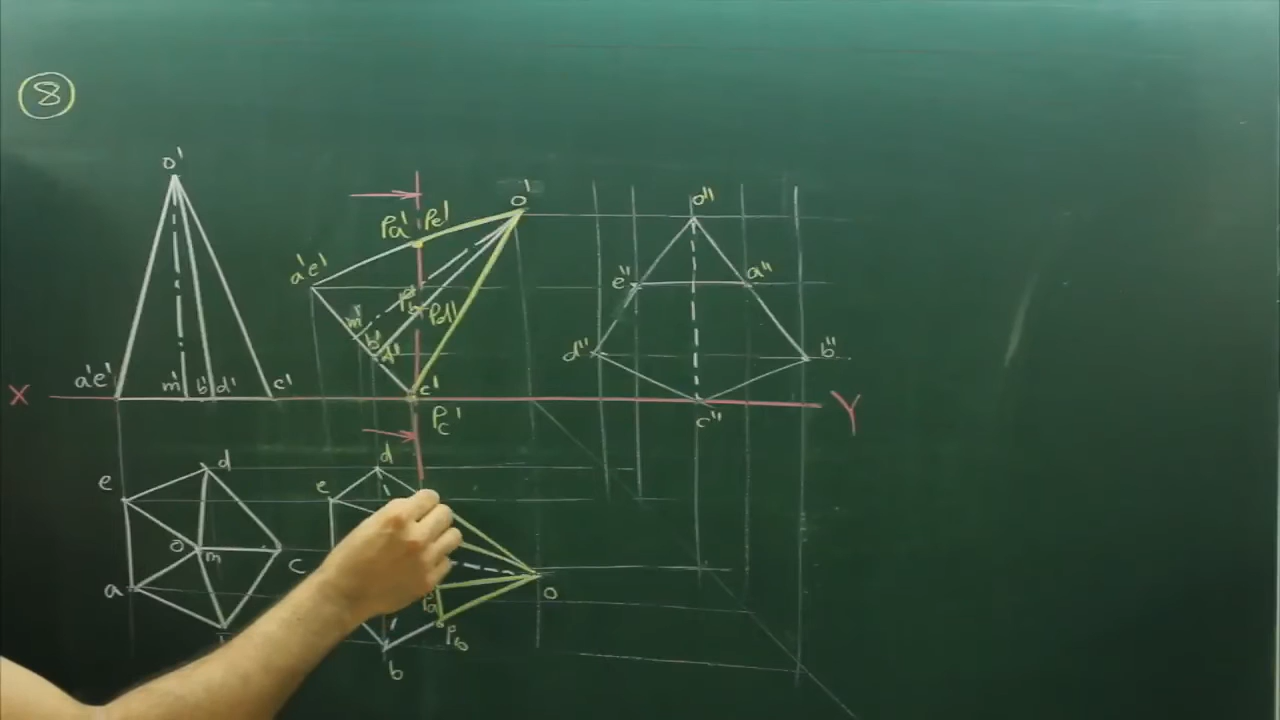 8
o'
o'
o"
Pa' Pe'
a'e'
e" a"
Pb' Pd'
m'
b'
d'
d" b"
a'e' m' b' d' c'
c'
X Y
Pc'
c"
d
d
e
e
o m c
a
o
Pa
Pb
b